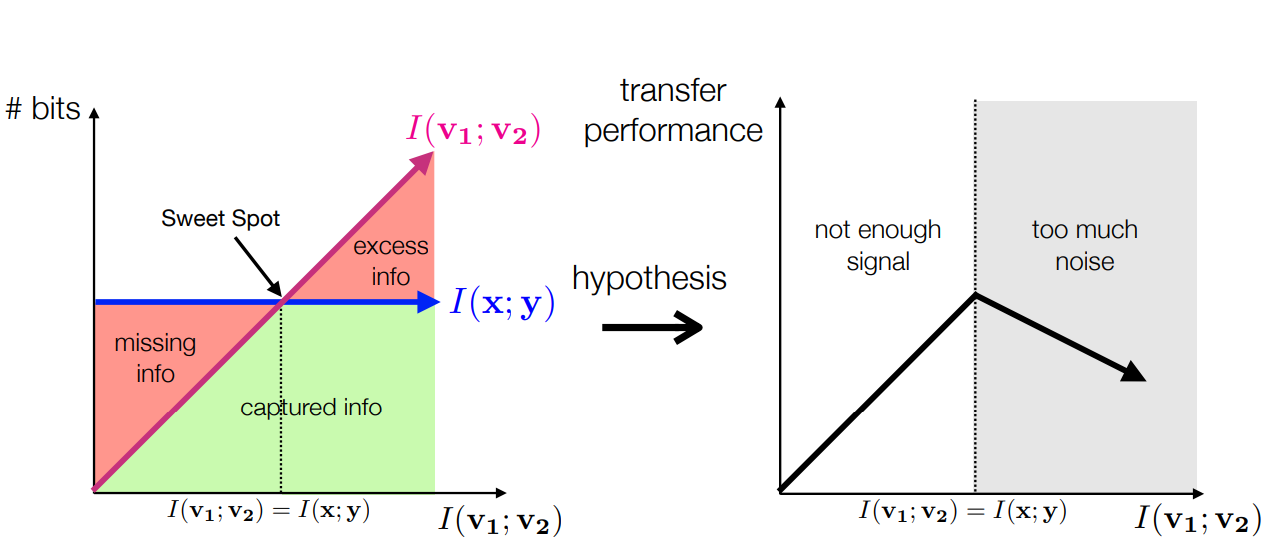 # bits
I(v₁; v₂)
Sweet Spot
excess
info
I(x; y)
missing
info
captured info
I(v₁; v₂) = I(x; y)
I(v₁; v₂)
hypothesis
transfer
performance
not enough
signal
too much
noise
I(v₁; v₂) = I(x; y)
I(v₁; v₂)